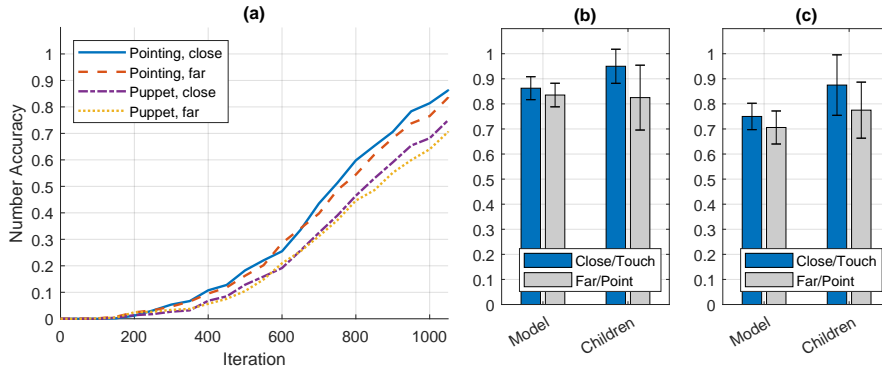 (a)
Pointing, close
Pointing, far
Puppet, close
Puppet, far
Number Accuracy
1
0.9
0.8
0.7
0.6
0.5
0.4
0.3
0.2
0.1
0
0 200 400 600 800 1000
Iteration
(b)
1
0.9
0.8
0.7
0.6
0.5
0.4
0.3
0.2
0.1
0
Close/Touch
Far/Point
Model Children
(c)
1
0.9
0.8
0.7
0.6
0.5
0.4
0.3
0.2
0.1
0
Close/Touch
Far/Point
Model Children